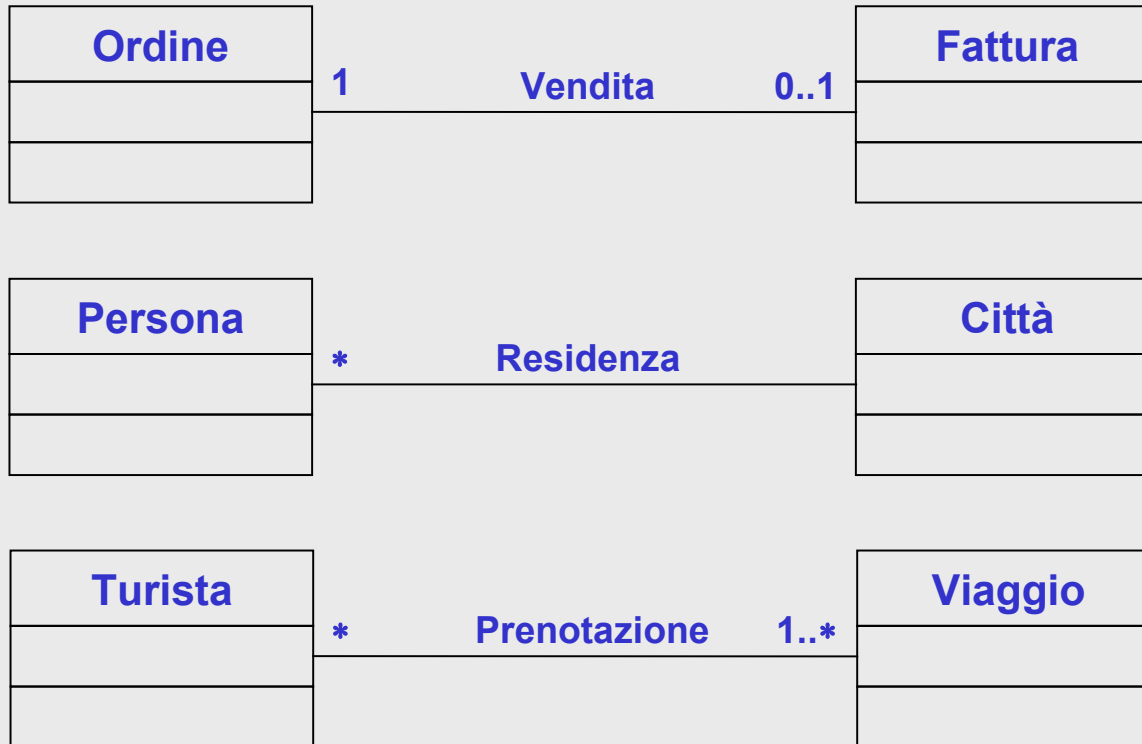 Ordine
Fattura
1 Vendita 0..1
Persona
Città
* Residenza
Turista
Viaggio
* Prenotazione 1..*